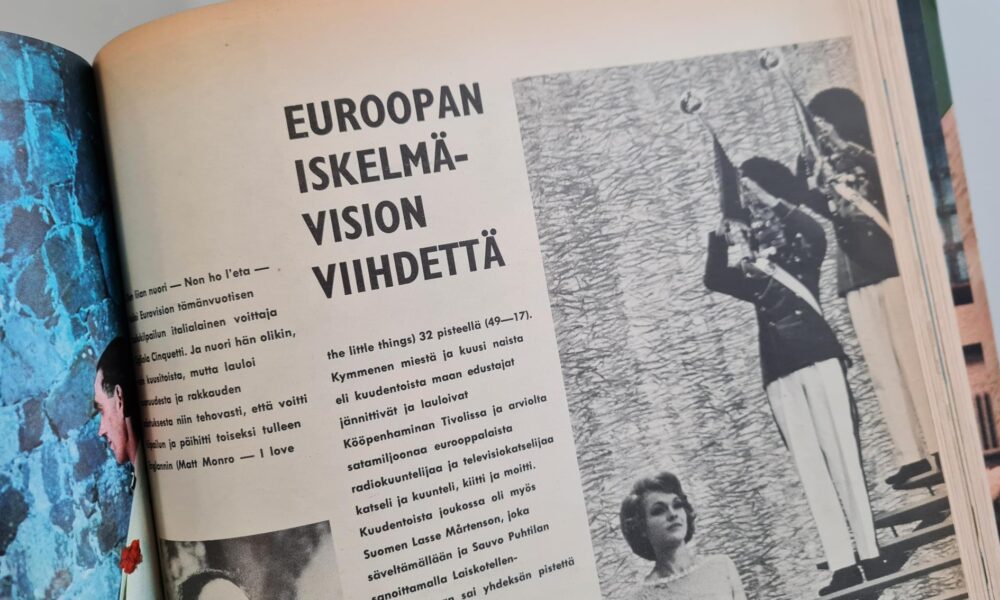 EUROOPAN
ISKELMÄ-
VISION
VIIHDETTÄ
liian nuori — Non ho l'eta —
Eurovision tämänvuotisen
italialainen voittaja
Cinquetti. Ja nuori hän olikin,
kuusitoista, mutta lauloi
ja rakkauden
niin tehovasti, että voitti
ja päihitti toiseksi tulleen
(Matt Monro — I love
the little things) 32 pisteellä (49—17).
Kymmenen miestä ja kuusi naista
eli kuudentoista maan edustajat
jännittivät ja lauloivat
Kööpenhaminan Tivolissa ja arviolta
satamiljoonaa eurooppalaista
radiokuuntelijaa ja televisiokatselijaa
katseli ja kuunteli, kiitti ja moitti.
Kuudentoista joukossa oli myös
Suomen Lasse Mårtenson, joka
säveltämällään ja Sauvo Puhtilan
sanoittamalla Laiskotellen-
sai yhdeksän pistettä